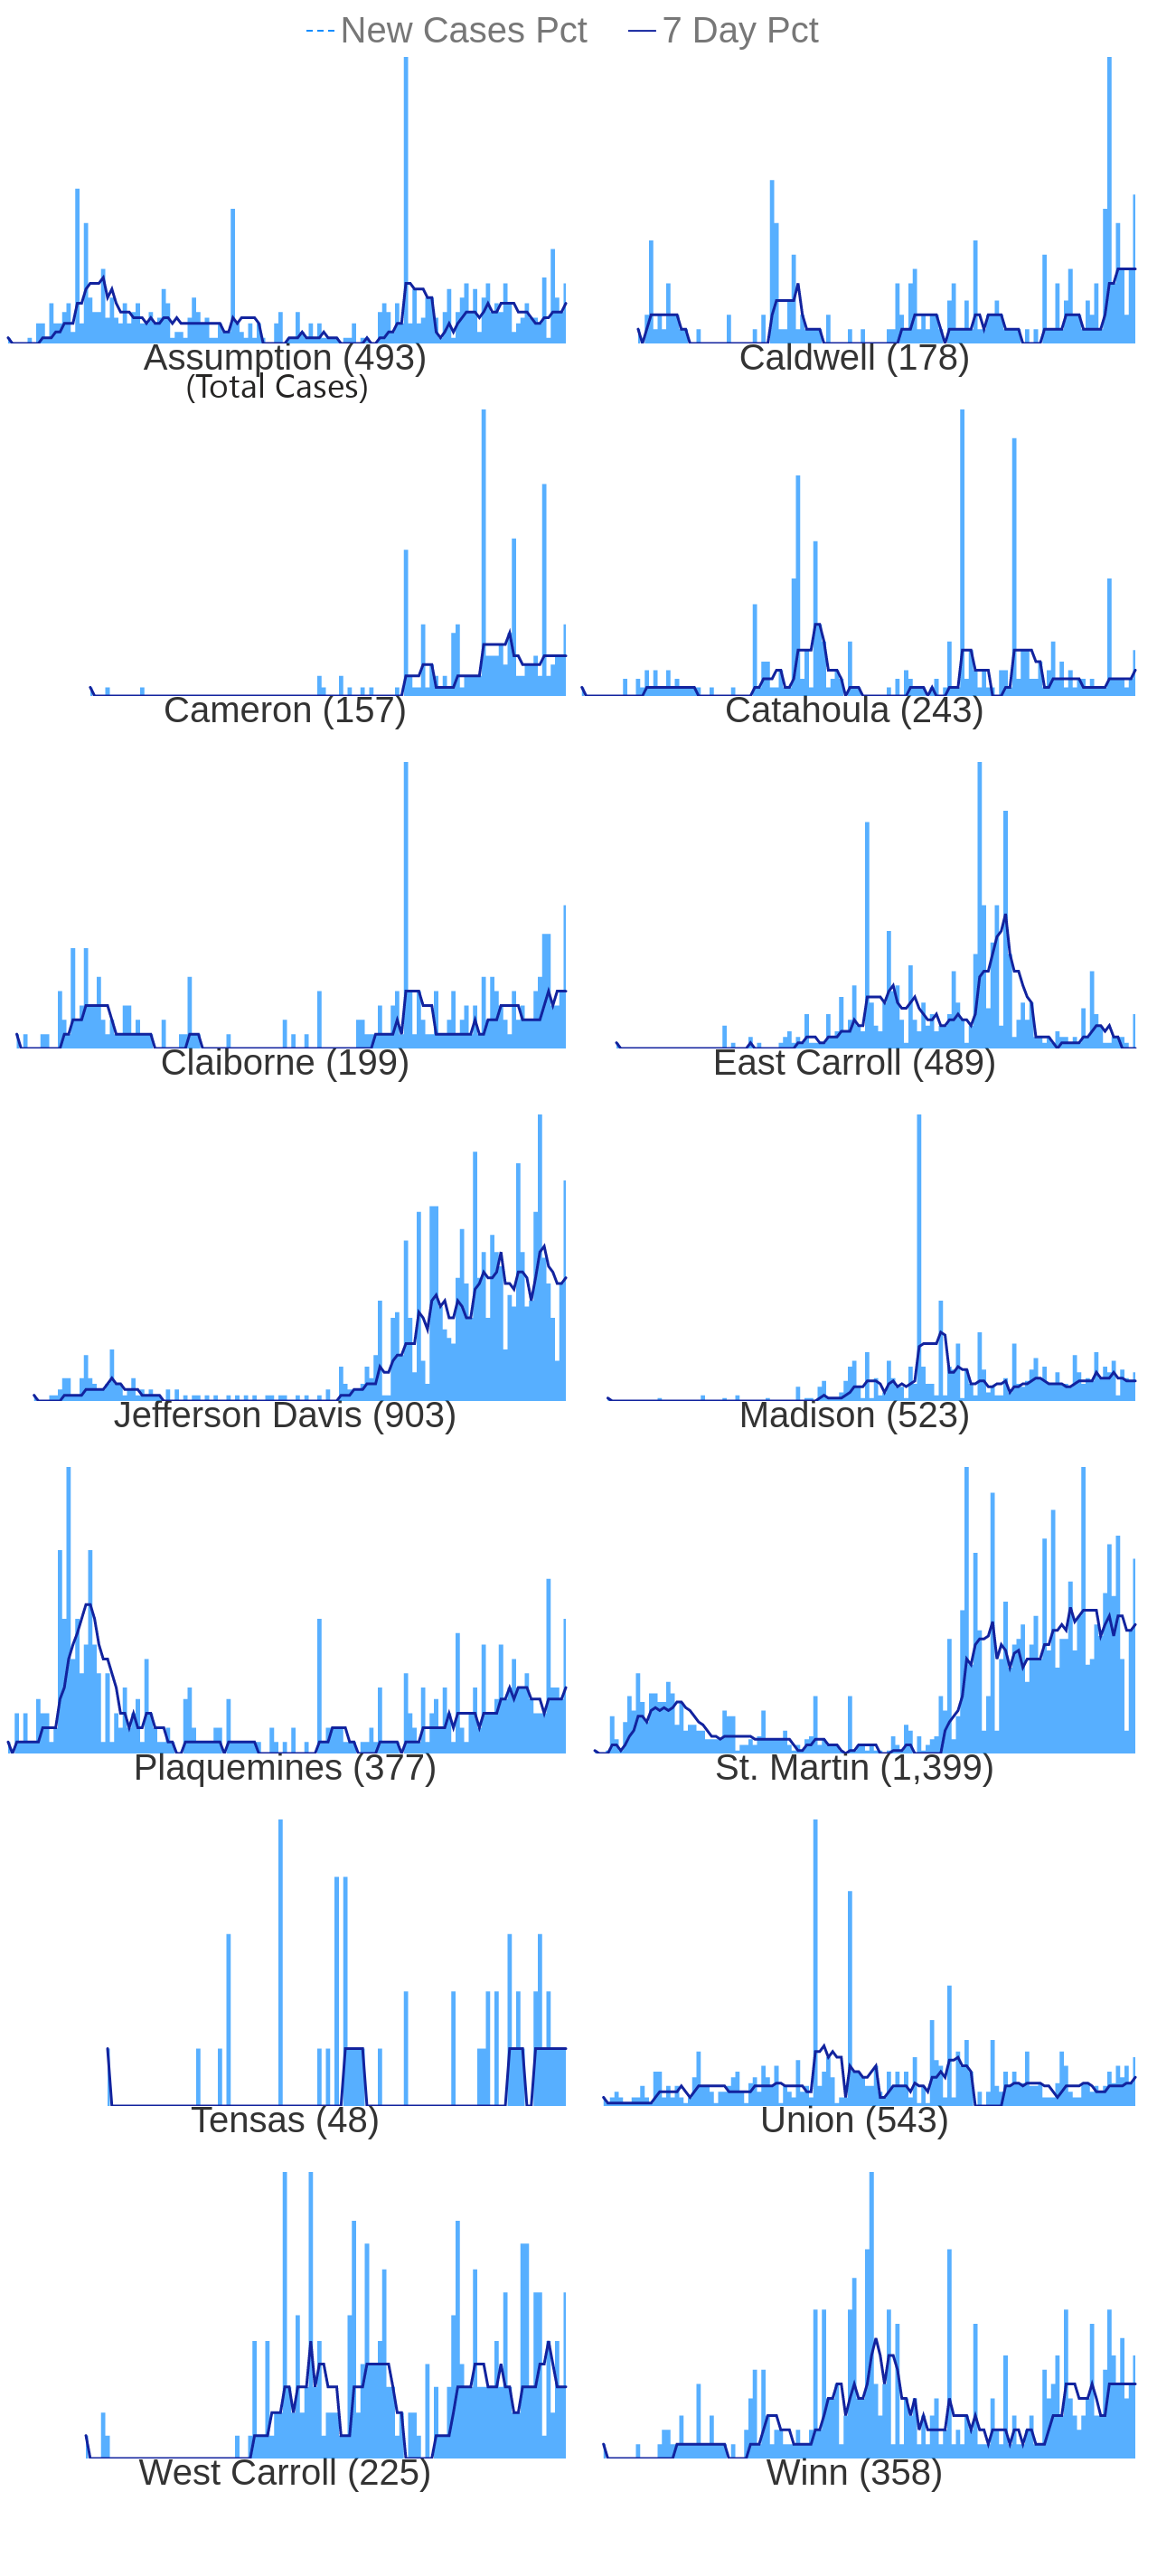 New Cases Pct 7 Day Pct
Assumption (493) Caldwell (178)
(Total Cases)
Cameron (157) Catahoula (243)
Claiborne (199) East Carroll (489)
Jefferson Davis (903) Madison (523)
Plaquemines (377) St. Martin (1,399)
Tensas (48) Union (543)
West Carroll (225) Winn (358)